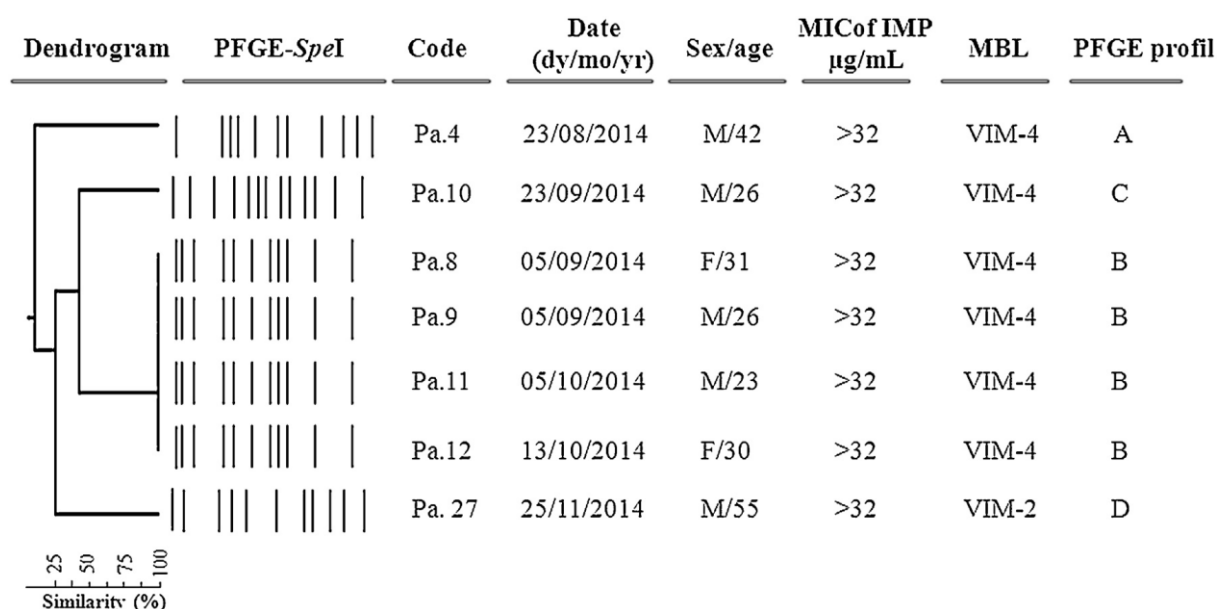 Dendrogram PFGE-SpeI Code Date (dy/mo/yr) Sex/age MICof IMP µg/mL MBL PFGE profil
Pa.4 23/08/2014 M/42 >32 VIM-4 A
Pa.10 23/09/2014 M/26 >32 VIM-4 C
Pa.8 05/09/2014 F/31 >32 VIM-4 B
Pa.9 05/09/2014 M/26 >32 VIM-4 B
Pa.11 05/10/2014 M/23 >32 VIM-4 B
Pa.12 13/10/2014 F/30 >32 VIM-4 B
Pa. 27 25/11/2014 M/55 >32 VIM-2 D
25 50 75 100
Similarity (%)